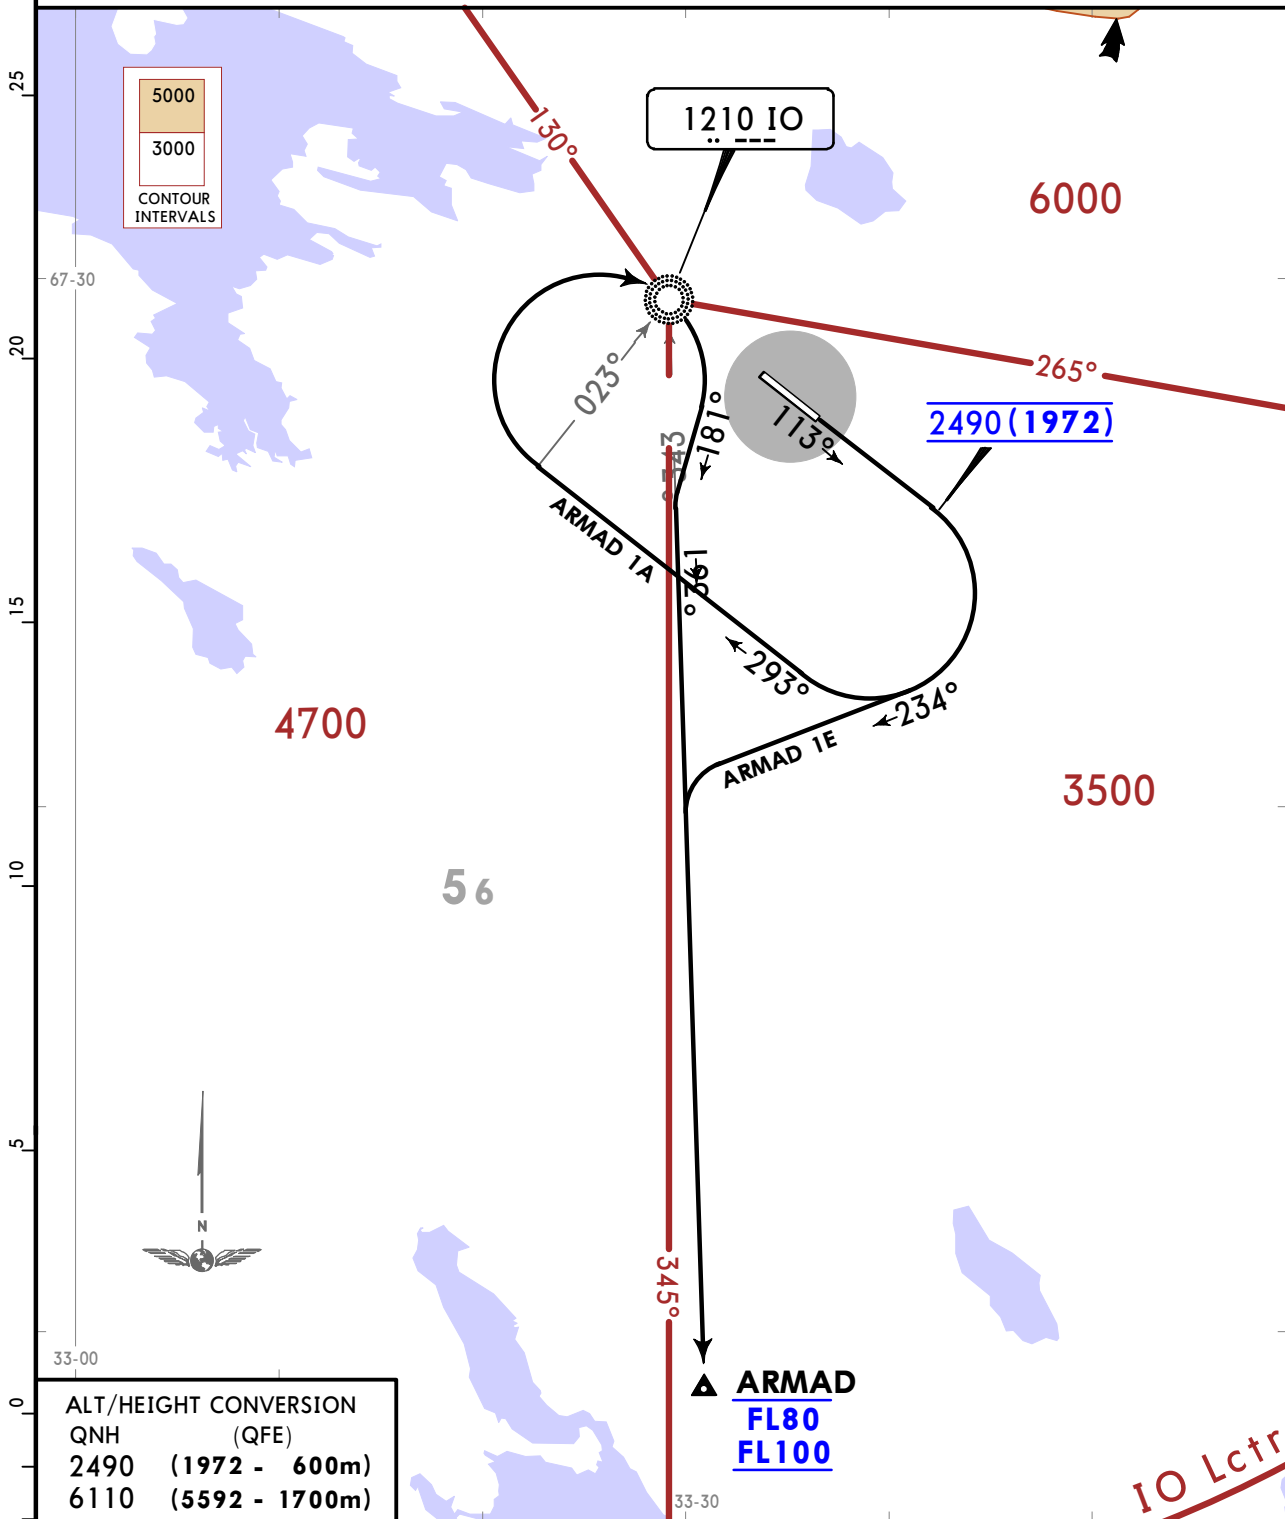 25
5000
3000
CONTOUR
INTERVALS
1210 IO
130°
6000
67-30
20
265°
023°
2490 (1972)
181°
113°
343°
ARMAD 1A
161°
15
293°
234°
4700
ARMAD 1E
3500
10
56
5
N
345°
33-00
ARMAD
FL80
FL100
0
ALT/HEIGHT CONVERSION
QNH (QFE)
2490 (1972 - 600m)
6110 (5592 - 1700m)
33-30
IO Lctr